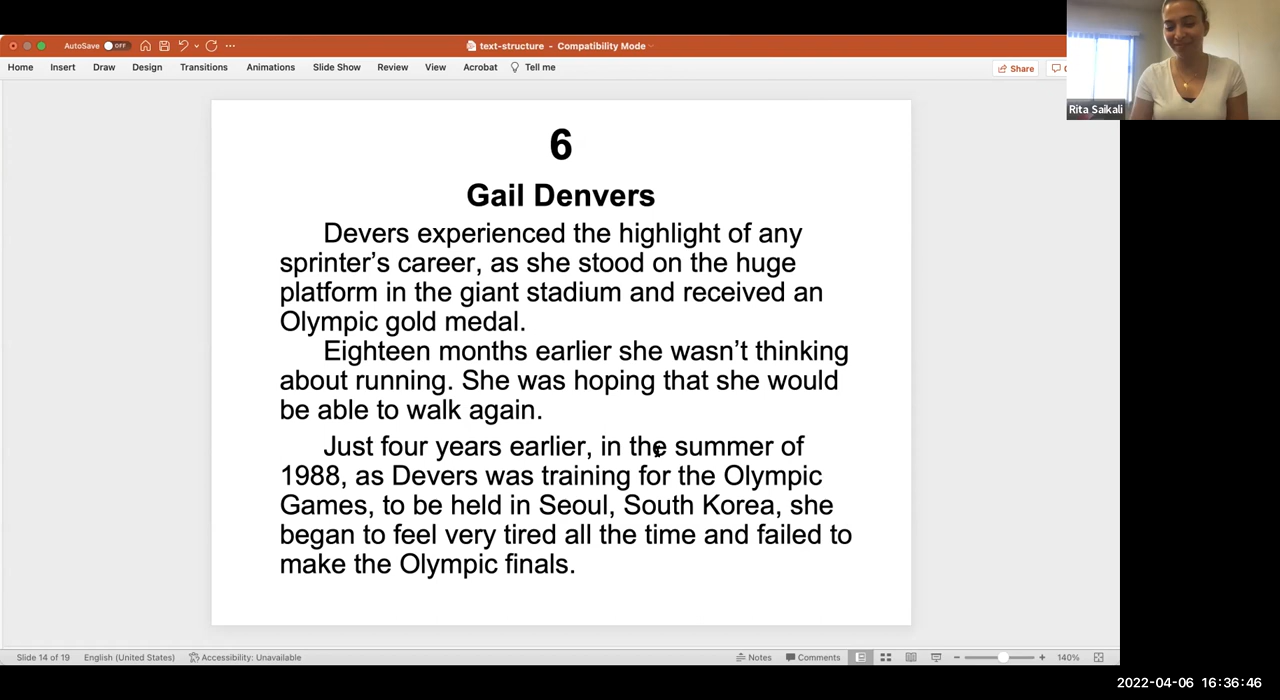 AutoSave OFF
text-structure - Compatibility Mode
Home Insert Draw Design Transitions Animations Slide Show Review View Acrobat Tell me
Share
Rita Saikali
6
Gail Denvers
Devers experienced the highlight of any
sprinter's career, as she stood on the huge
platform in the giant stadium and received an
Olympic gold medal.
Eighteen months earlier she wasn't thinking
about running. She was hoping that she would
be able to walk again.
Just four years earlier, in the summer of
1988, as Devers was training for the Olympic
Games, to be held in Seoul, South Korea, she
began to feel very tired all the time and failed to
make the Olympic finals.
Slide 14 of 19 English (United States) Accessibility: Unavailable Notes Comments 140%
2022-04-06 16:36:46